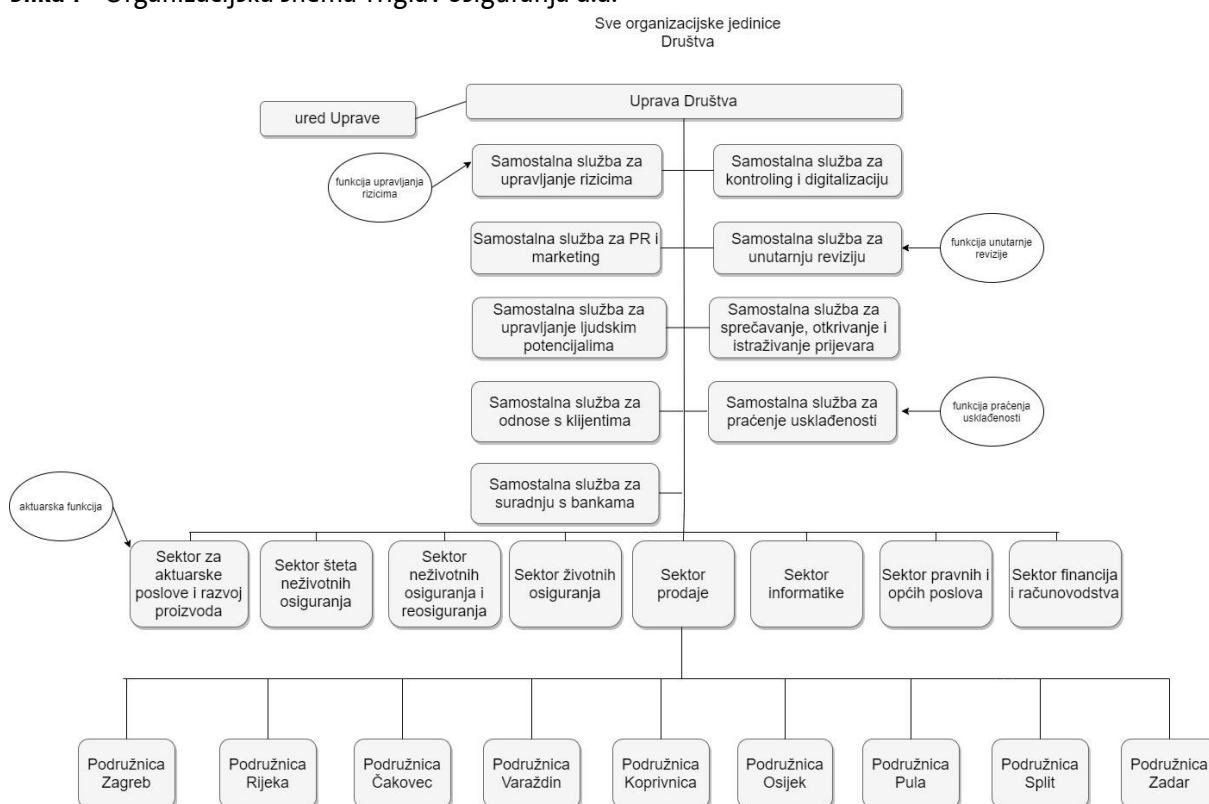 Organizacijska shema Triglav osiguranja d.d.
Sve organizacijske jedinice
Društva
Uprava Društva
ured Uprave
Samostalna služba za
upravljanje rizicima
Samostalna služba za
kontroling i digitalizaciju
funkcija upravljanja
rizicima
Samostalna služba za PR i
marketing
Samostalna služba za
unutarnju reviziju
funkcija unutarnje
revizije
Samostalna služba za
upravljanje ljudskim
potencijalima
Samostalna služba za
sprečavanje, otkrivanje i
istraživanje prijevara
Samostalna služba za
odnose s klijentima
Samostalna služba za
praćenje usklađenosti
funkcija praćenja
usklađenosti
Samostalna služba za
suradnju s bankama
aktuarska funkcija
Sektor za
aktuarske
poslove i razvoj
proizvoda
Sektor šteta
neživotnih
osiguranja
Sektor
neživotnih
osiguranja i
reosiguranja
Sektor životnih
osiguranja
Sektor
prodaje
Sektor
informatike
Sektor pravnih i
općih poslova
Sektor financija
i računovodstva
Podružnica
Zagreb
Podružnica
Rijeka
Podružnica
Čakovec
Podružnica
Varaždin
Podružnica
Koprivnica
Podružnica
Osijek
Podružnica
Pula
Podružnica
Split
Podružnica
Zadar